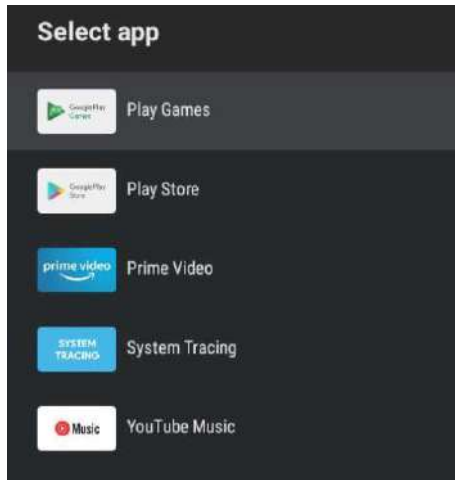 Select app
Google Play
Games
Play Games
Google Play
Store
Play Store
prime video
Prime Video
SYSTEM
TRACING
System Tracing
Music
YouTube Music